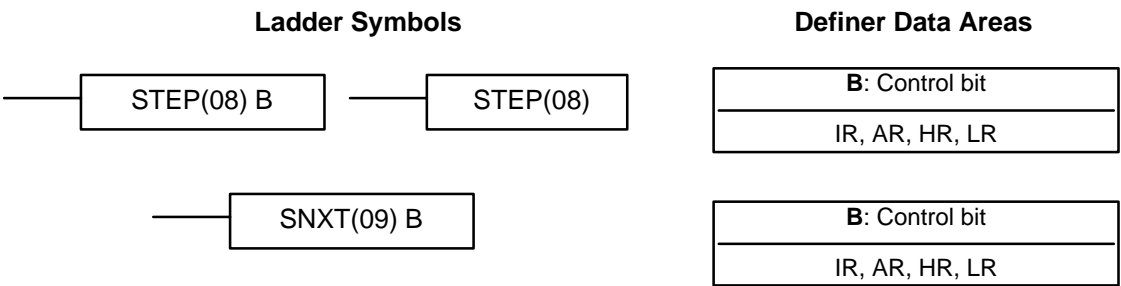 Ladder Symbols
Definer Data Areas
STEP(08) B
STEP(08)
B: Control bit
IR, AR, HR, LR
SNXT(09) B
B: Control bit
IR, AR, HR, LR